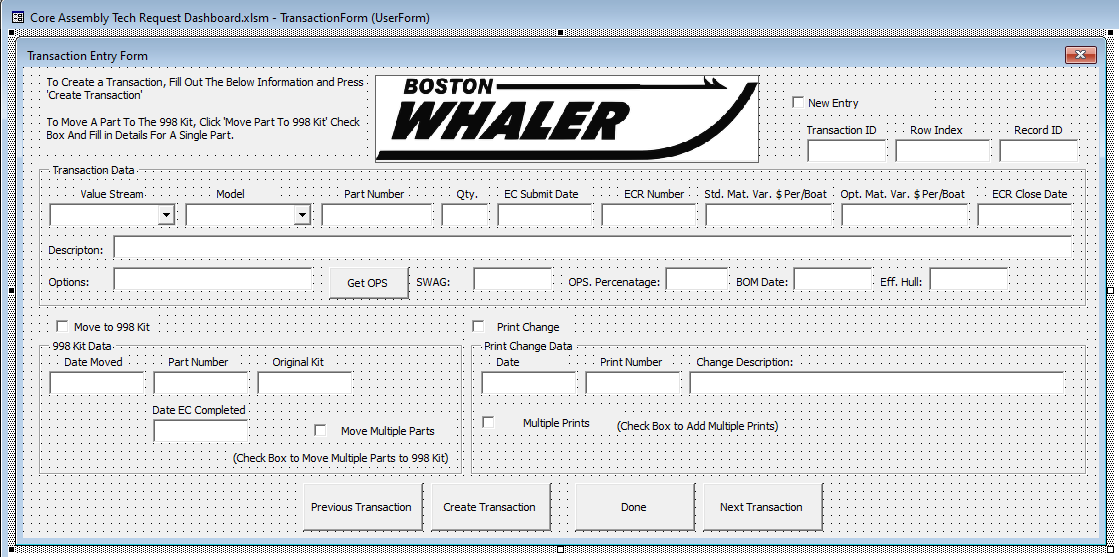 Core Assembly Tech Request Dashboard.xlsm - TransactionForm (UserForm)
Transaction Entry Form
To Create a Transaction, Fill Out The Below Information and Press
'Create Transaction'
To Move A Part To The 998 Kit, Click 'Move Part To 998 Kit' Check
Box And Fill in Details For A Single Part.
BOSTON
WHALER
New Entry
Transaction ID Row Index Record ID
Transaction Data
Value Stream Model Part Number Qty. EC Submit Date ECR Number Std. Mat. Var. $ Per/Boat Opt. Mat. Var. $ Per/Boat ECR Close Date
Descripton:
Options: Get OPS SWAG: OPS. Percenatage: BOM Date: Eff. Hull:
Move to 998 Kit Print Change
998 Kit Data Print Change Data
Date Moved Part Number Original Kit Date Print Number Change Description:
Date EC Completed
Move Multiple Parts Multiple Prints (Check Box to Add Multiple Prints)
(Check Box to Move Multiple Parts to 998 Kit)
Previous Transaction Create Transaction Done Next Transaction